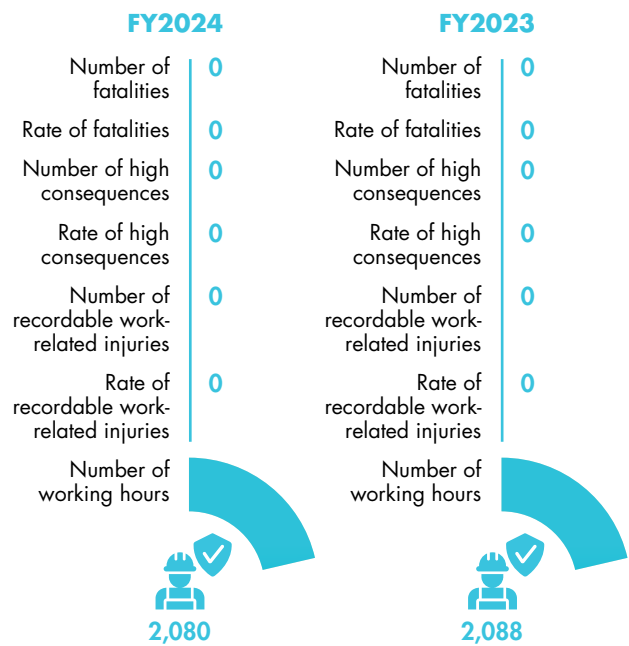 FY2024
Number of
fatalities
0
Rate of fatalities
0
Number of high
consequences
0
Rate of high
consequences
0
Number of
recordable work-
related injuries
0
Rate of
recordable work-
related injuries
0
Number of
working hours
2,080
FY2023
Number of
fatalities
0
Rate of fatalities
0
Number of high
consequences
0
Rate of high
consequences
0
Number of
recordable work-
related injuries
0
Rate of
recordable work-
related injuries
0
Number of
working hours
2,088